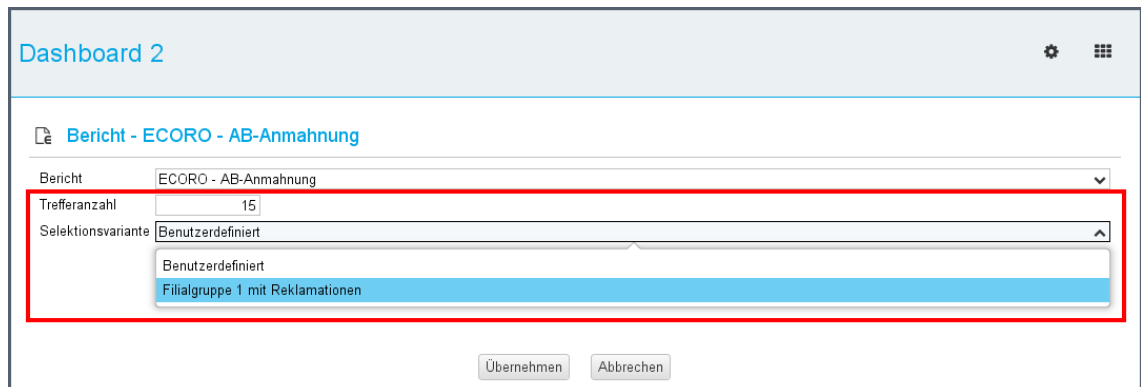 Dashboard 2
Bericht - ECORO - AB-Anmahnung
Bericht ECORO - AB-Anmahnung
Trefferanzahl 15
Selektionsvariante Benutzerdefiniert
Benutzerdefiniert
Filialgruppe 1 mit Reklamationen
Übernehmen Abbrechen